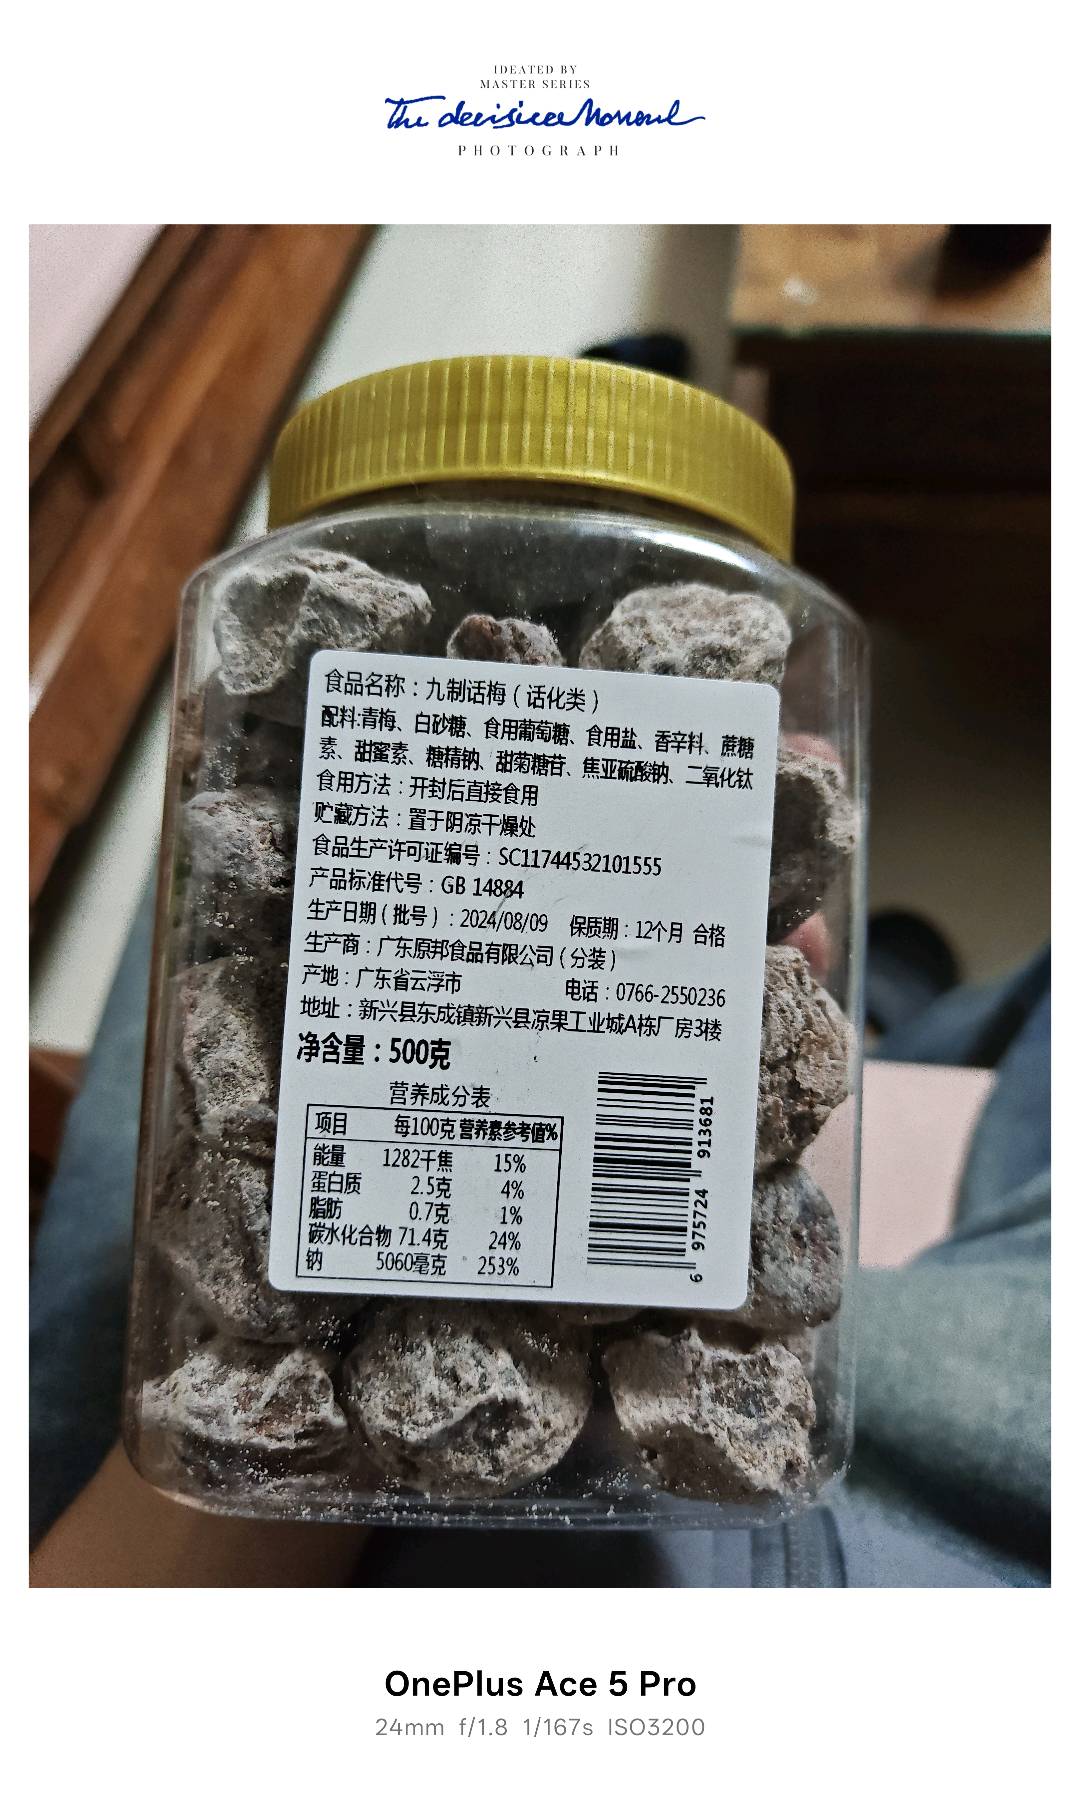 IDEATED BY
MASTER SERIES
The decisive Moment
PHOTOGRAPH
食品名称：九制话梅（话化类）
配料:青梅、白砂糖、食用葡萄糖、食用盐、香辛料、蔗糖
素、甜蜜素、糖精钠、甜菊糖苷、焦亚硫酸钠、二氧化钛
食用方法：开封后直接食用
贮藏方法：置于阴凉干燥处
食品生产许可证编号：SC11744532101555
产品标准代号：GB 14884
生产日期（批号）：2024/08/09 保质期：12个月 合格
生产商：广东原邦食品有限公司（分装）
产地：广东省云浮市 电话：0766-2550236
地址：新兴县东成镇新兴县凉果工业城A栋厂房3楼
净含量：500克
营养成分表
项目 每100克 营养素参考值%
能量 1282千焦 15%
蛋白质 2.5克 4%
脂肪 0.7克 1%
碳水化合物 71.4克 24%
钠 5060毫克 253%
6 975724 913681
OnePlus Ace 5 Pro
24mm f/1.8 1/167s ISO3200